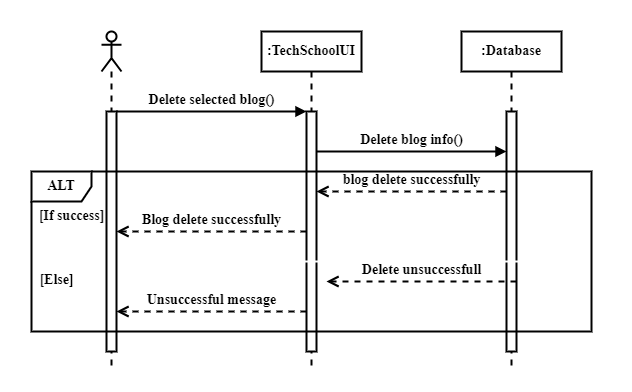 :TechSchoolUI
:Database
Delete selected blog()
Delete blog info()
ALT
blog delete successfully
[If success]
Blog delete successfully
Delete unsuccessfull
[Else]
Unsuccessful message